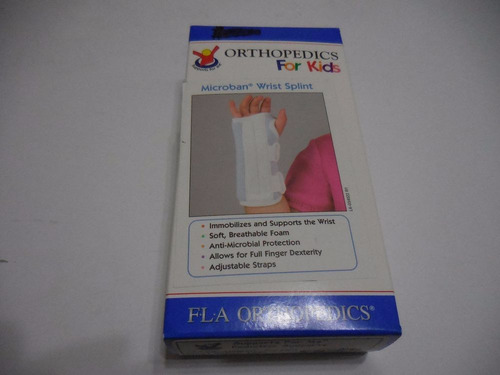 ORTHOPEDICS
For Kids
Microban® Wrist Splint
• Immobilizes and Supports the Wrist
• Soft, Breathable Foam
• Anti-Microbial Protection
• Allows for Full Finger Dexterity
• Adjustable Straps
FLA ORTHOPEDICS®